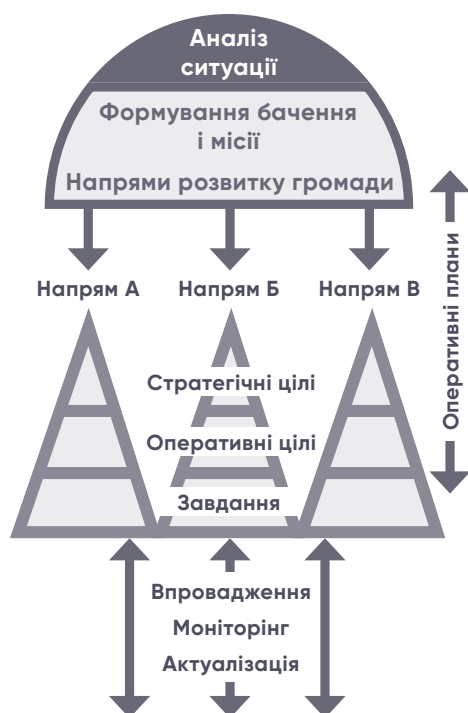 Аналіз
ситуації
Формування бачення
і місії
Напрями розвитку громади
Напрям А
Напрям Б
Напрям В
Стратегічні цілі
Оперативні цілі
Завдання
Оперативні плани
Впровадження
Моніторінг
Актуалізація